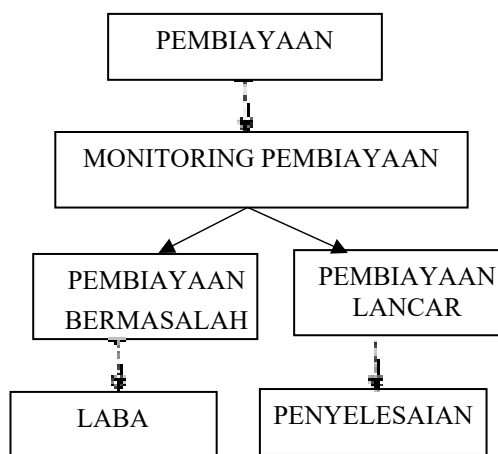 PEMBIAYAAN
MONITORING PEMBIAYAAN
PEMBIAYAAN
BERMASALAH
PEMBIAYAAN
LANCAR
LABA
PENYELESAIAN